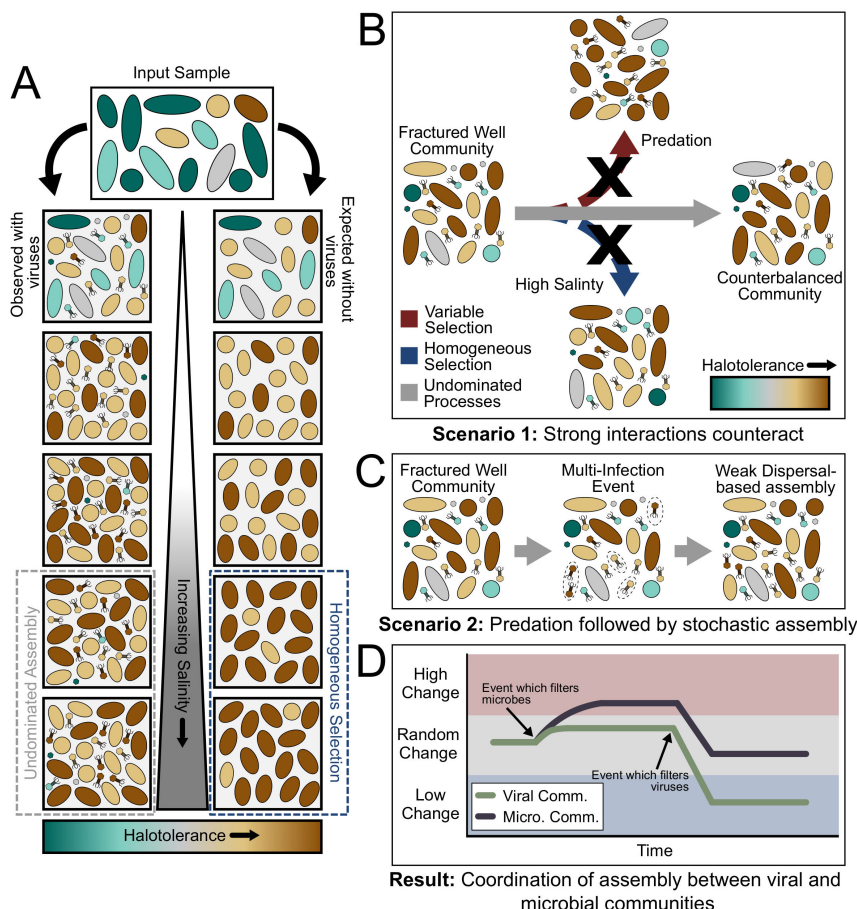 A
Input Sample
Observed with
viruses
Expected without
viruses
Increasing Salinity
Undominated Assembly
Homogeneous Selection
Halotolerance
B
Fractured Well
Community
Predation
X
X
High Salinity
Counterbalanced
Community
Variable
Selection
Homogeneous
Selection
Undominated
Processes
Halotolerance
Scenario 1: Strong interactions counteract
C
Fractured Well
Community
Multi-Infection
Event
Weak Dispersal-
based assembly
Scenario 2: Predation followed by stochastic assembly
D
High
Change
Random
Change
Low
Change
Event which filters
microbes
Event which filters
viruses
Viral Comm.
Micro. Comm.
Time
Result: Coordination of assembly between viral and
microbial communities